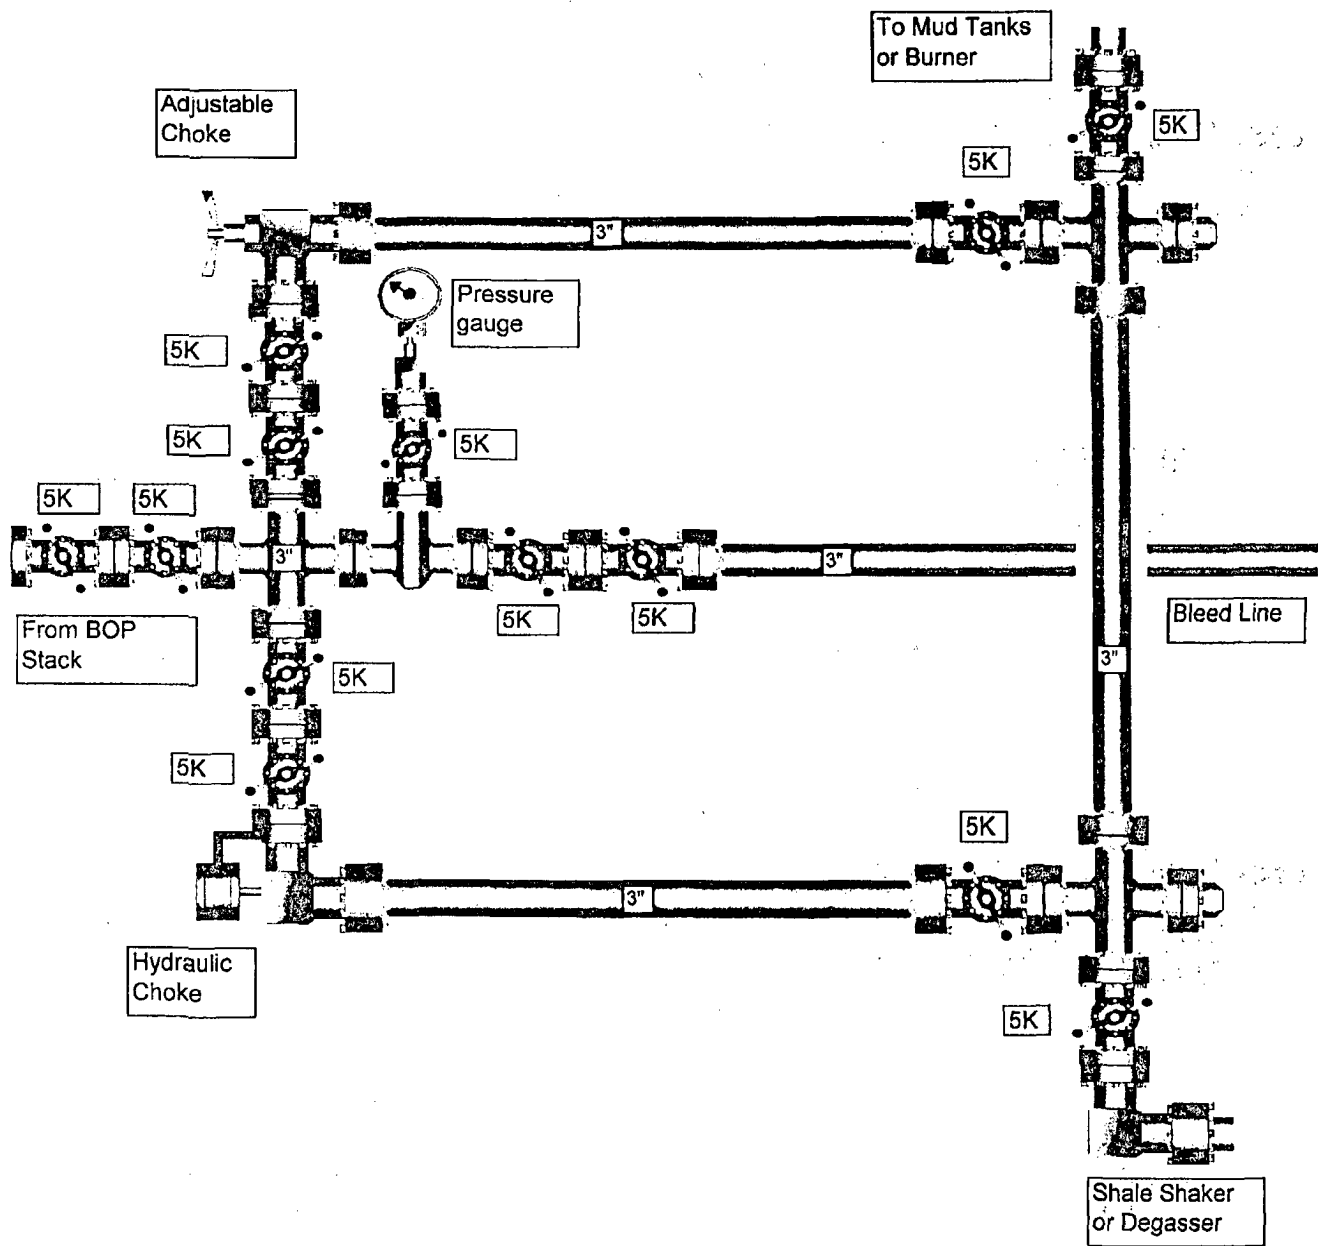 To Mud Tanks
or Burner
Adjustable
Choke
5K
5K
3"
Pressure
gauge
5K
5K
5K
5K
5K
3"
3"
From BOP
Stack
5K
5K
Bleed Line
5K
3"
5K
5K
3"
Hydraulic
Choke
5K
Shale Shaker
or Degasser